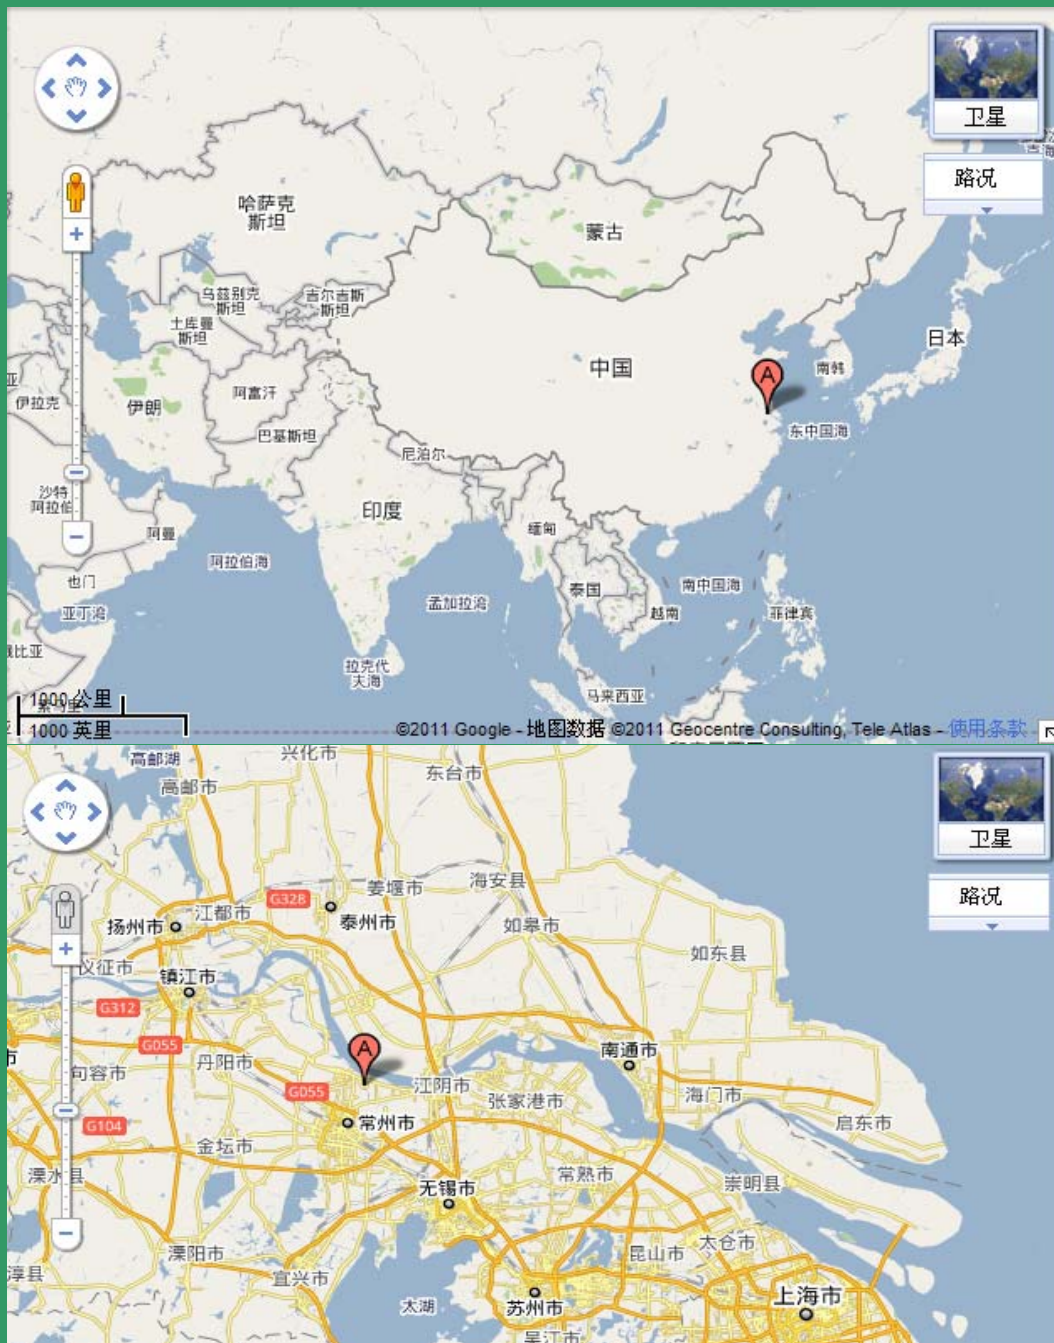 卫星
路况
哈萨克
斯坦
蒙古
乌兹别克
斯坦
吉尔吉斯
斯坦
土库曼
斯坦
日本
中国
A
南韩
亚
伊拉克
伊朗
阿富汗
巴基斯坦
东中国海
尼泊尔
沙特
阿拉伯
印度
阿曼
缅甸
阿拉伯海
也门
泰国
南中国海
孟加拉湾
亚丁湾
越南
菲律宾
比亚
拉克代
夫海
马来西亚
1000 公里
1000 英里
©2011 Google - 地图数据 ©2011 Geocentre Consulting, Tele Atlas - 使用条款
高邮湖
兴化市
东台市
高邮市
卫星
路况
姜堰市
海安县
G328
江都市
扬州市
泰州市
如皋市
如东县
仪征市
镇江市
G312
G055
市
句容市
丹阳市
A
南通市
G055
江阴市
张家港市
海门市
启东市
常州市
G104
金坛市
溧水县
常熟市
崇明县
无锡市
溧阳市
昆山市
太仓市
淳县
宜兴市
太湖
苏州市
上海市
吴江市